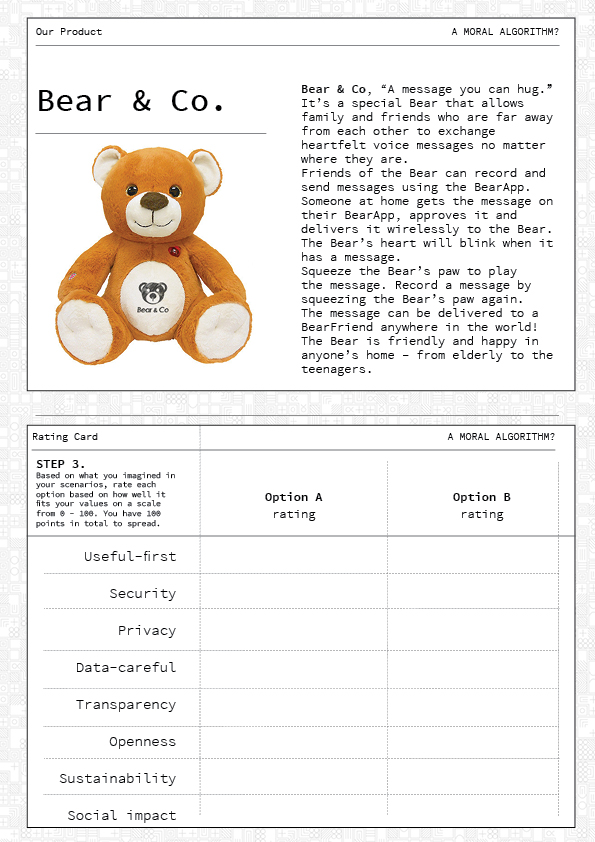 Our Product
A MORAL ALGORITHM?
Bear & Co.
Bear & Co, “A message you can hug.”
It’s a special Bear that allows
family and friends who are far away
from each other to exchange
heartfelt voice messages no matter
where they are.
Friends of the Bear can record and
send messages using the BearApp.
Someone at home gets the message on
their BearApp, approves it and
delivers it wirelessly to the Bear.
The Bear’s heart will blink when it
has a message.
Squeeze the Bear’s paw to play
the message. Record a message by
squeezing the Bear’s paw again.
The message can be delivered to a
BearFriend anywhere in the world!
The Bear is friendly and happy in
anyone’s home – from elderly to the
teenagers.
Bear & Co
Rating Card
A MORAL ALGORITHM?
STEP 3.
Based on what you imagined in
your scenarios, rate each
option based on how well it
fits your values on a scale
from 0 - 100. You have 100
points in total to spread.
Option A
rating
Option B
rating
Useful-first
Security
Privacy
Data-careful
Transparency
Openness
Sustainability
Social impact